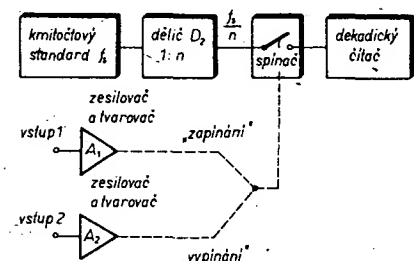 kmitočtový
standard fs
dělič D2
1:n
fs
n
spínač
dekadický
čítač
zesilovač
a tvarovač
vstup 1
A1
„zapínání"
zesilovač
a tvarovač
vstup 2
A2
„vypínání"